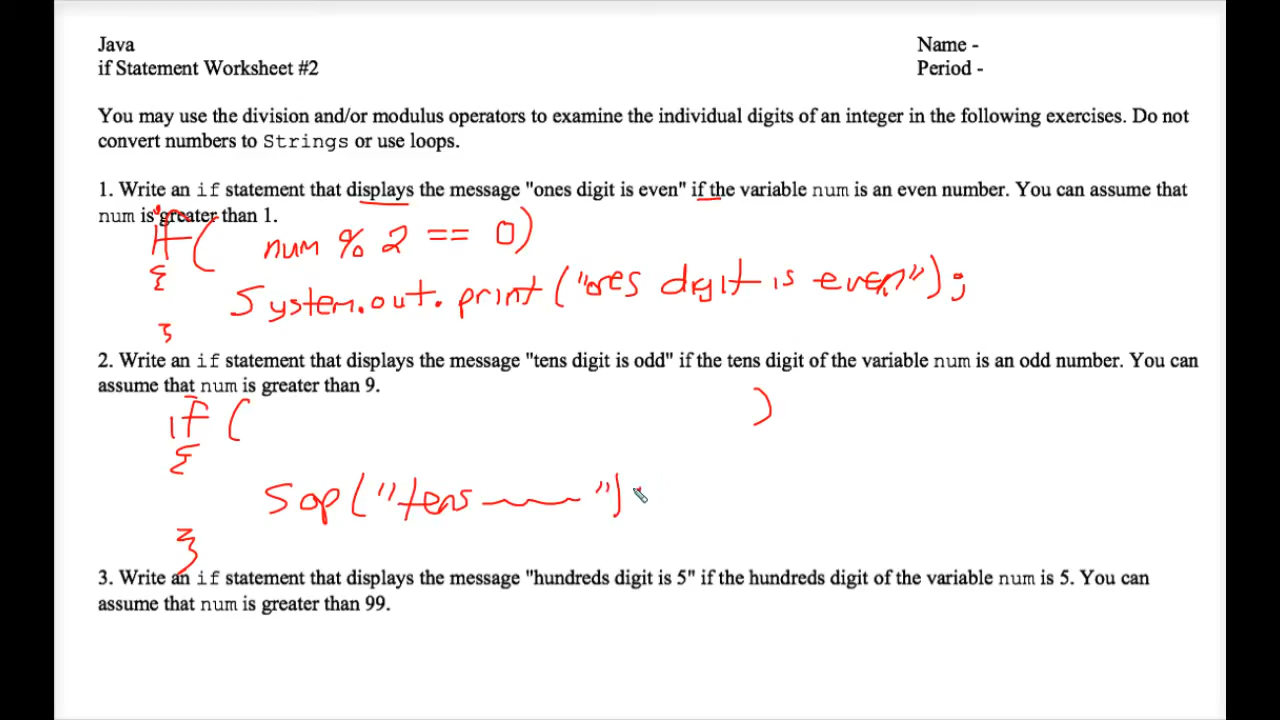 Java
Name -
if Statement Worksheet #2
Period -
You may use the division and/or modulus operators to examine the individual digits of an integer in the following exercises. Do not
convert numbers to Strings or use loops.
1. Write an if statement that displays the message "ones digit is even" if the variable num is an even number. You can assume that
num is greater than 1.
if( num % 2 == 0)
{
System.out.print("ones digit is even");
}
2. Write an if statement that displays the message "tens digit is odd" if the tens digit of the variable num is an odd number. You can
assume that num is greater than 9.
if ( )
{
Sop("tens ")
}
3. Write an if statement that displays the message "hundreds digit is 5" if the hundreds digit of the variable num is 5. You can
assume that num is greater than 99.